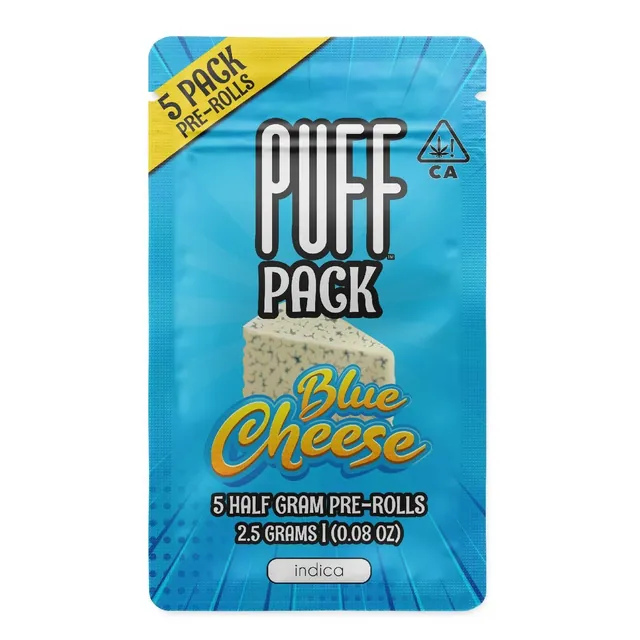 5 PACK
PRE-ROLLS
PUFF™
PACK
CA
Blue
Cheese
5 HALF GRAM PRE-ROLLS
2.5 GRAMS | (0.08 OZ)
indica